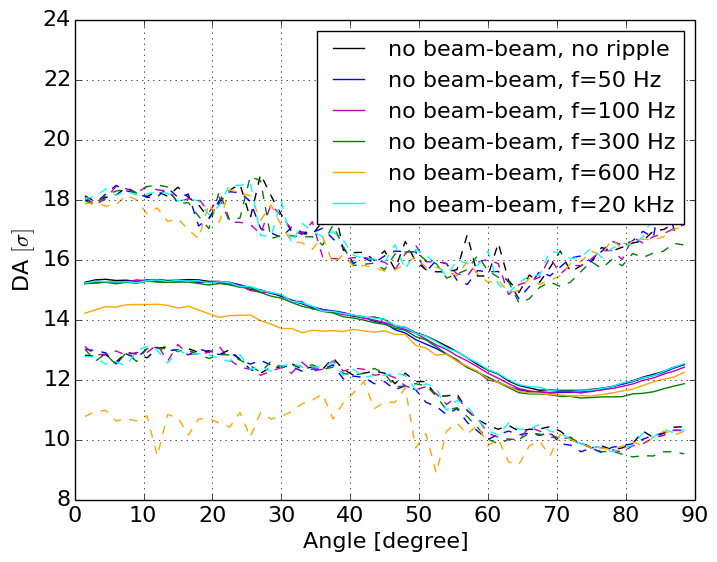 24
22
20
18
16
14
12
10
8
DA [σ]
no beam-beam, no ripple
no beam-beam, f=50 Hz
no beam-beam, f=100 Hz
no beam-beam, f=300 Hz
no beam-beam, f=600 Hz
no beam-beam, f=20 kHz
0 10 20 30 40 50 60 70 80 90
Angle [degree]